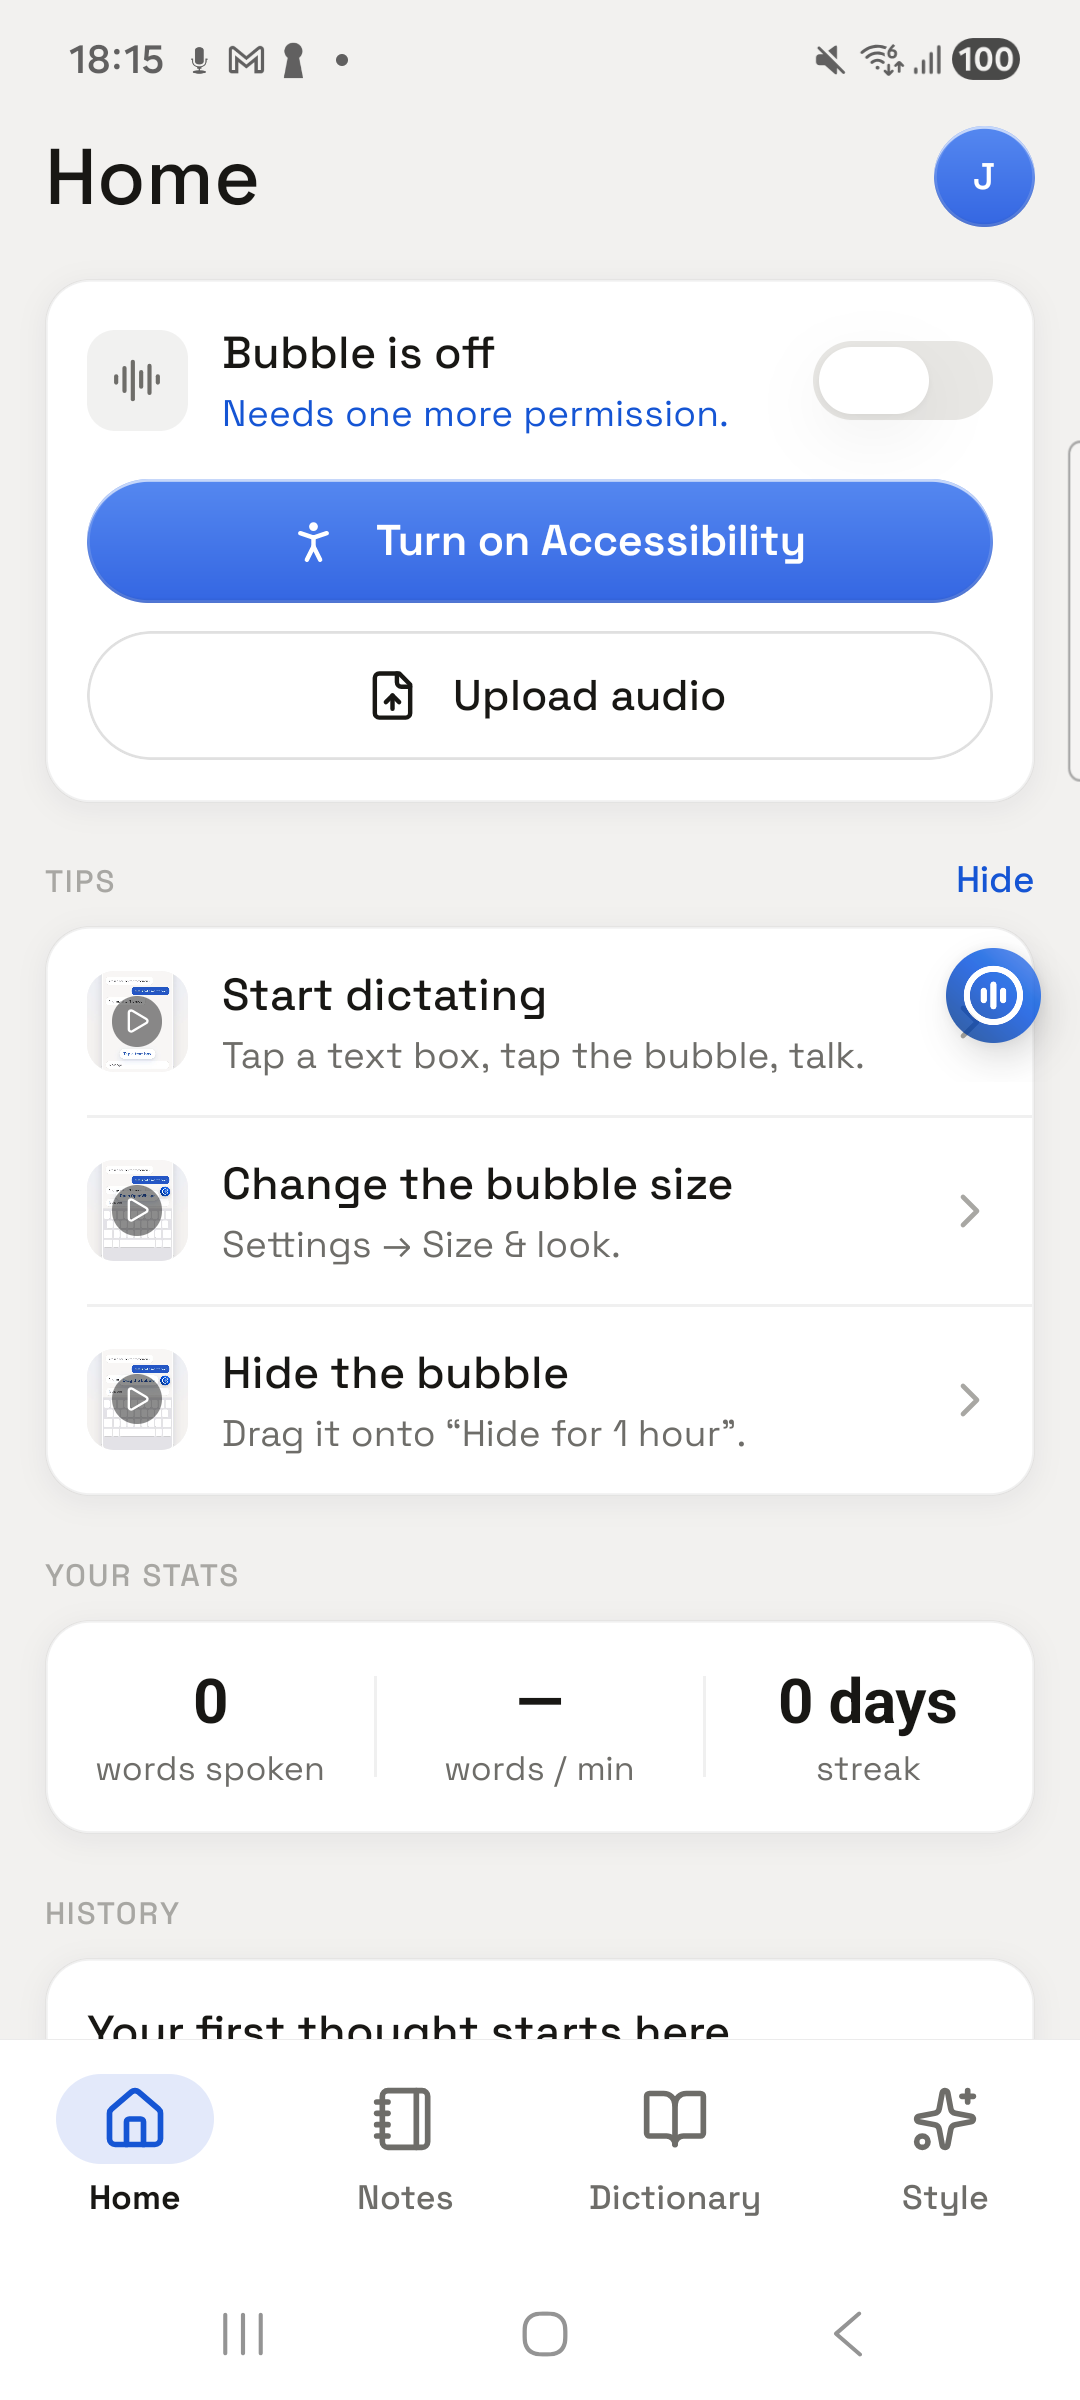 18:15
6
100
Home
J
Bubble is off
Needs one more permission.
Turn on Accessibility
Upload audio
TIPS
Hide
Start dictating
Tap a text box, tap the bubble, talk.
Change the bubble size
Settings → Size & look.
Hide the bubble
Drag it onto “Hide for 1 hour”.
YOUR STATS
0
words spoken
—
words / min
0 days
streak
HISTORY
Your first thought starts here
Home
Notes
Dictionary
Style